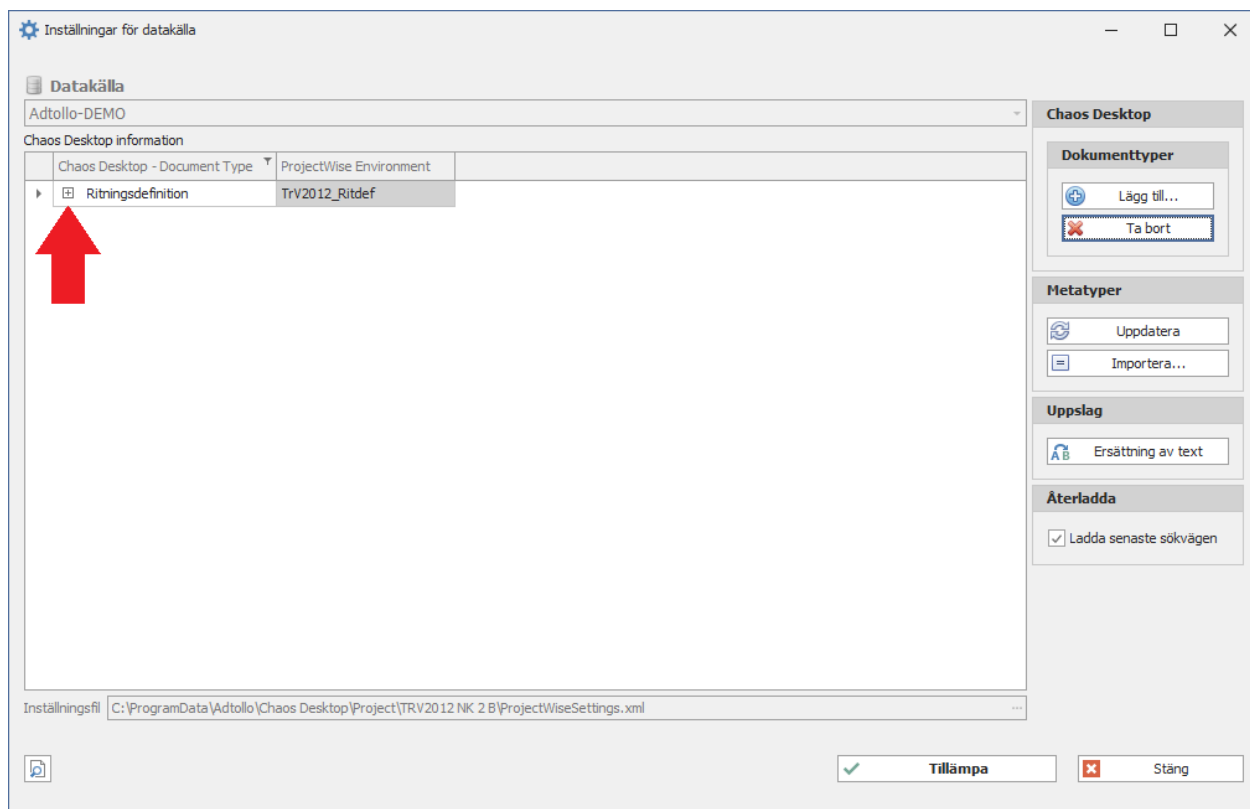 Inställningar för datakälla
Datakälla
Adtollo-DEMO
Chaos Desktop information
Chaos Desktop - Document Type ProjectWise Environment
Ritningsdefinition TrV2012_Ritdef
Inställningsfil C:\ProgramData\Adtollo\Chaos Desktop\Project\TRV2012 NK 2 B\ProjectWiseSettings.xml ...
Chaos Desktop
Dokumenttyper
Lägg till...
Ta bort
Metatyper
Uppdatera
Importera...
Uppslag
A B Ersättning av text
Återladda
Ladda senaste sökvägen
Tillämpa
Stäng